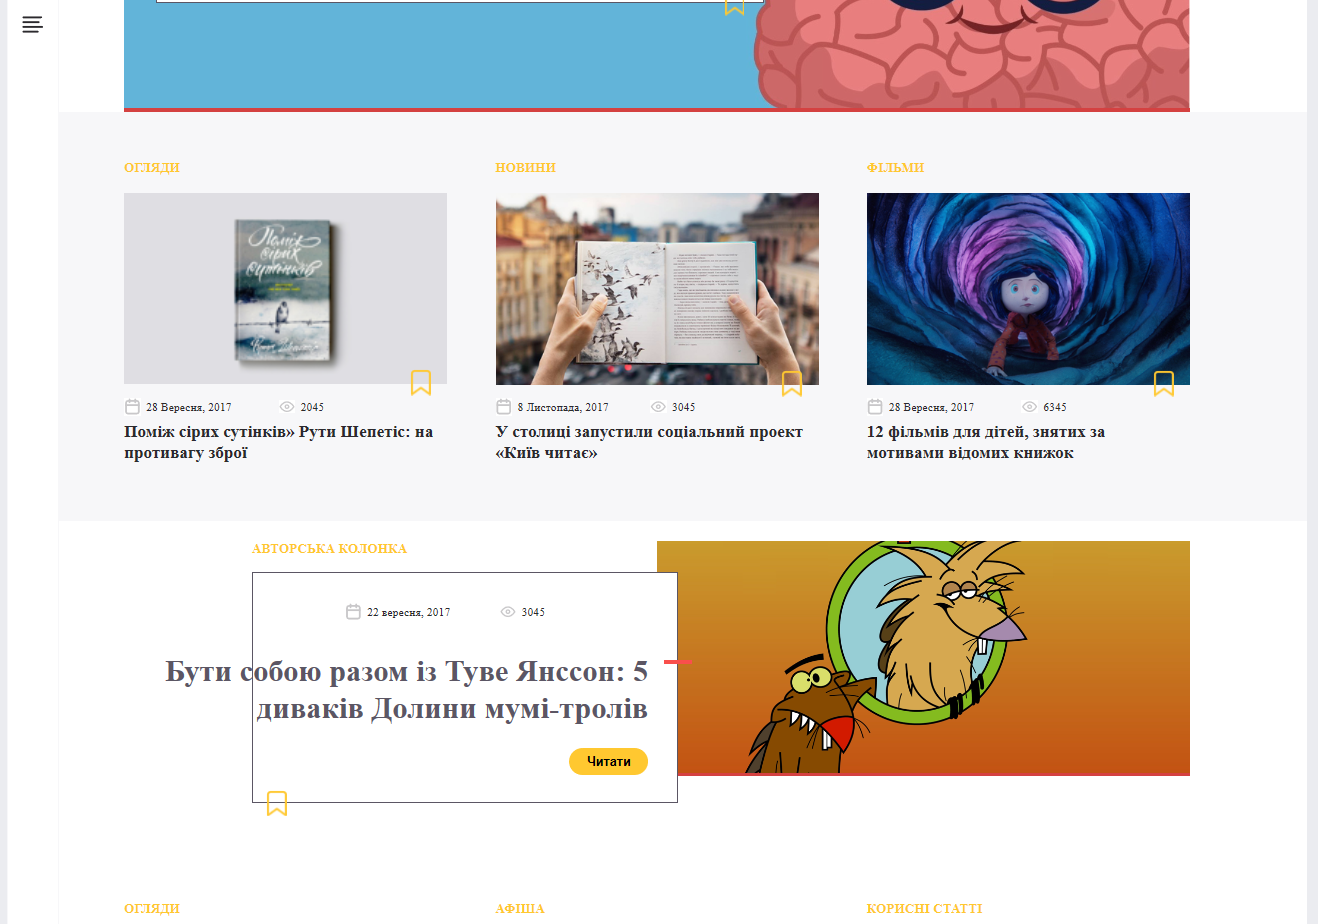 ОГЛЯДИ
НОВИНИ
ФІЛЬМИ
Поміж
сірих
сутінків
28 Вересня, 2017
2045
8 Листопада, 2017
3045
28 Вересня, 2017
6345
Поміж сірих сутінків» Рути Шепетіс: на
противагу зброї
У столиці запустили соціальний проект
«Київ читає»
12 фільмів для дітей, знятих за
мотивами відомих книжок
АВТОРСЬКА КОЛОНКА
22 вересня, 2017
3045
Бути собою разом із Туве Янссон: 5
диваків Долини мумі-тролів
Читати
ОГЛЯДИ
АФІША
КОРИСНІ СТАТТІ